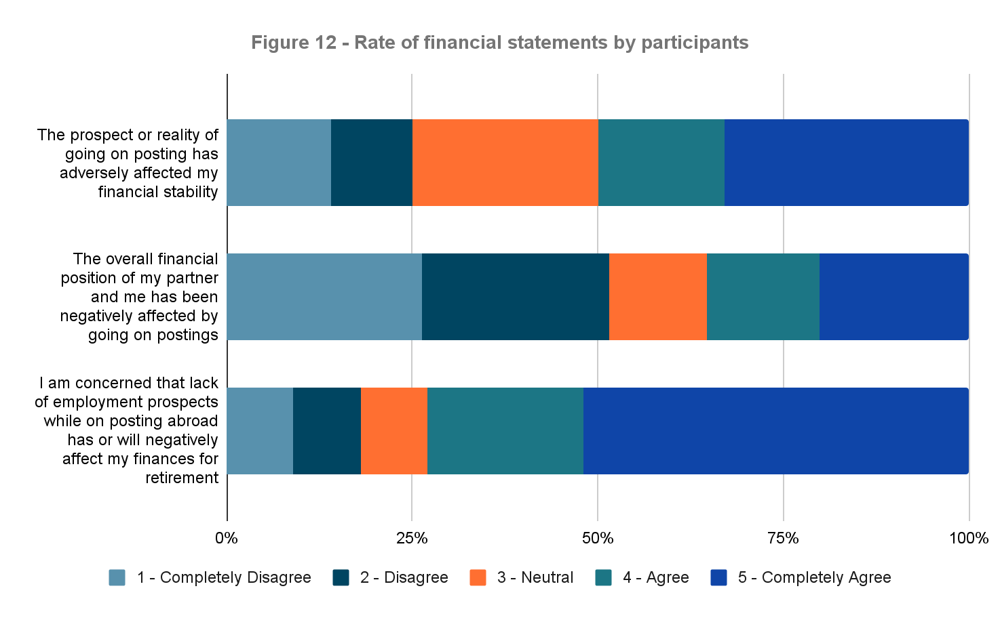 Figure 12 - Rate of financial statements by participants
The prospect or reality of
going on posting has
adversely affected my
financial stability
The overall financial
position of my partner
and me has been
negatively affected by
going on postings
I am concerned that lack
of employment prospects
while on posting abroad
has or will negatively
affect my finances for
retirement
0%
25%
50%
75%
100%
1 - Completely Disagree
2 - Disagree
3 - Neutral
4 - Agree
5 - Completely Agree